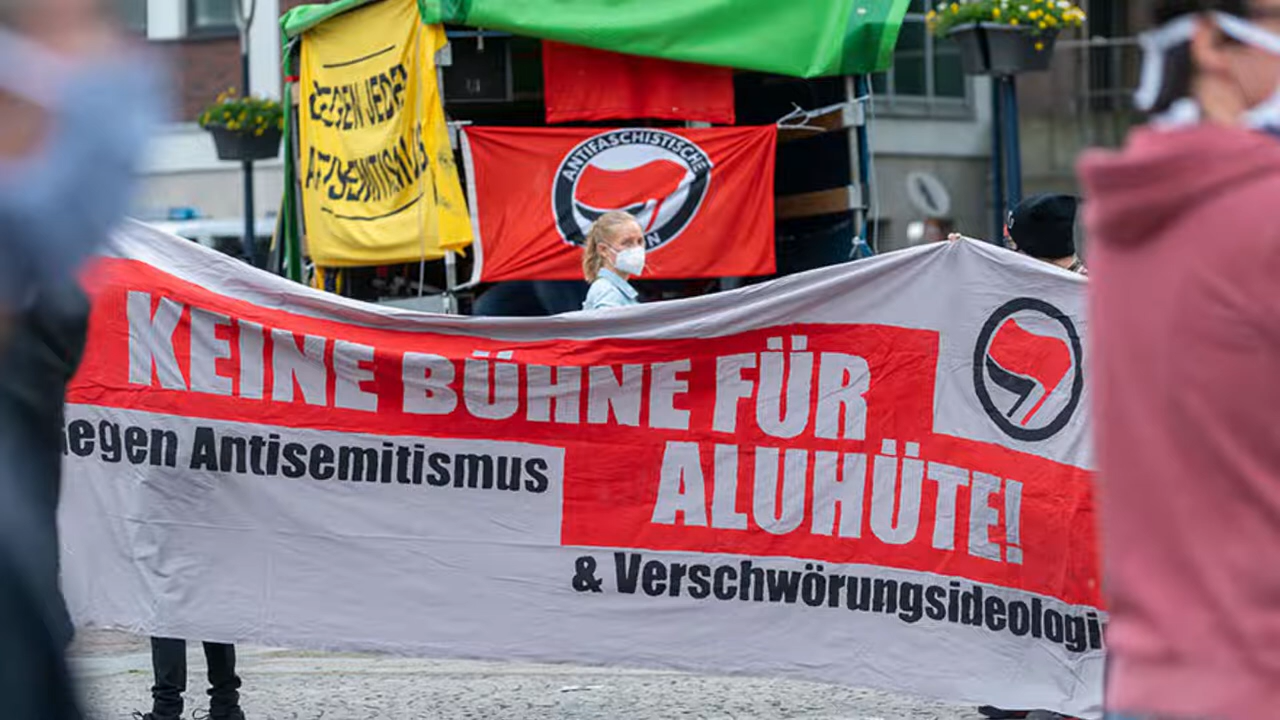 GEGEN JEDEN
ANTISEMITISMUS
ANTIFASCHISTISCHE
KEINE BÜHNE FÜR
ALUHÜTE!
Gegen Antisemitismus
& Verschwörungsideologi